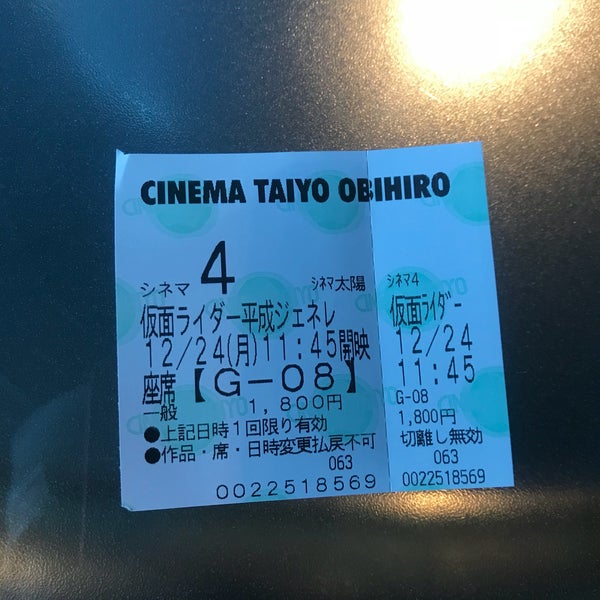 CINEMA TAIYO OBIHIRO
シネマ 4 シネマ太陽
仮面ライダー平成ジェネレ
12/24(月)11:45開映
座席【G-08】
一般 1,800円
●上記日時1回限り有効
●作品・席・日時変更払戻不可
063
0022518569
シネマ4
仮面ライダー
12/24
11:45
G-08
1,800円
切離し無効
063
0022518569